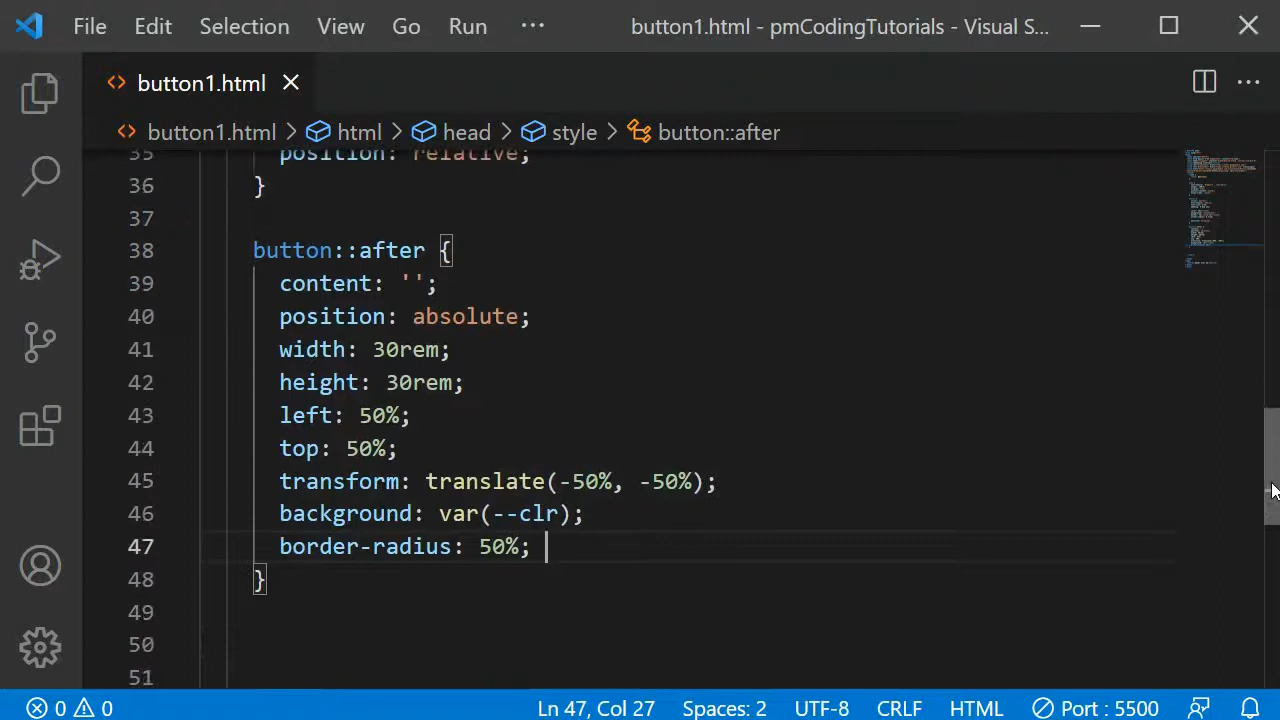 File Edit Selection View Go Run ··· button1.html - pmCodingTutorials - Visual S...
button1.html
button1.html > html > head > style > button::after
35 position: relative;
36 }
37
38 button::after {
39 content: '';
40 position: absolute;
41 width: 30rem;
42 height: 30rem;
43 left: 50%;
44 top: 50%;
45 transform: translate(-50%, -50%);
46 background: var(--clr);
47 border-radius: 50%;
48 }
49
50
51
0 0 Ln 47, Col 27 Spaces: 2 UTF-8 CRLF HTML Port : 5500